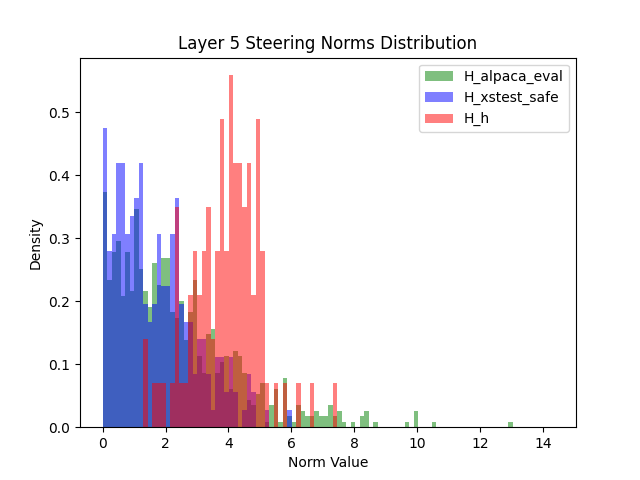 Layer 5 Steering Norms Distribution
H_alpaca_eval
H_xstest_safe
H_h
Density
0.5
0.4
0.3
0.2
0.1
0.0
0 2 4 6 8 10 12 14
Norm Value